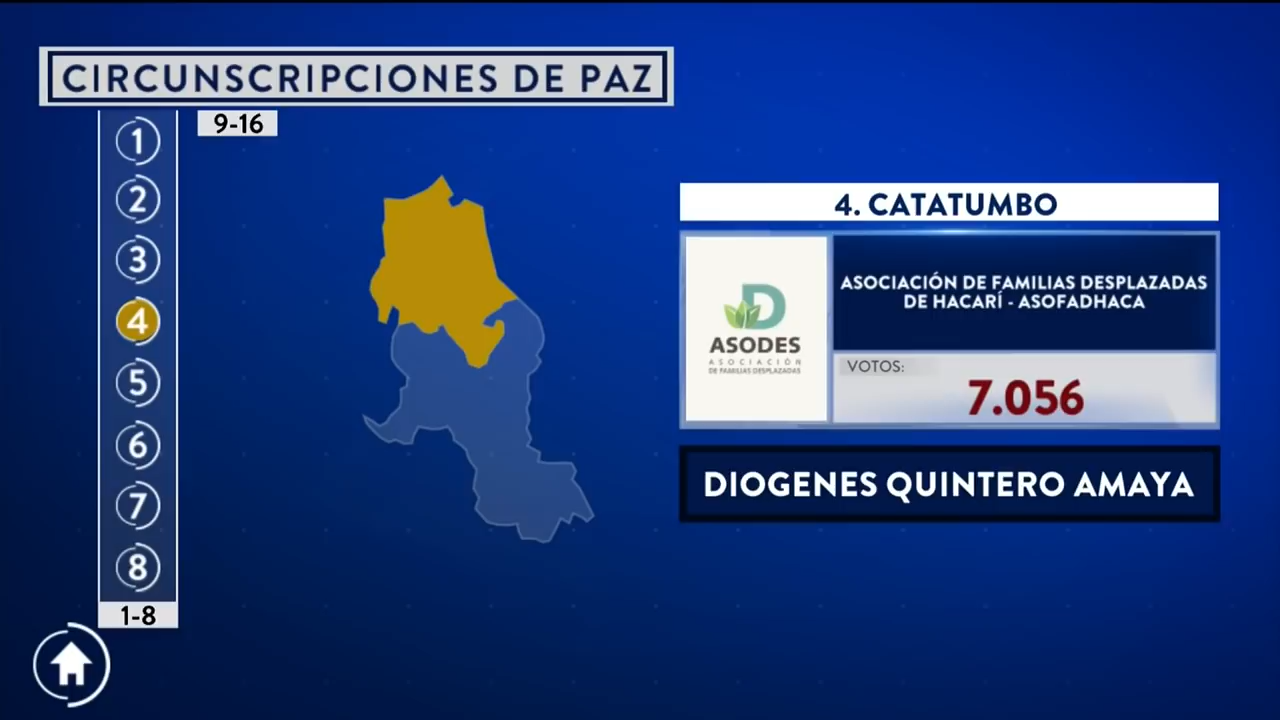 CIRCUNSCRIPCIONES DE PAZ
9-16
1
2
3
4
5
6
7
8
1-8
4. CATATUMBO
D
ASODES
ASOCIACIÓN
DE FAMILIAS DESPLAZADAS
ASOCIACIÓN DE FAMILIAS DESPLAZADAS
DE HACARÍ - ASOFADHACA
VOTOS:
7.056
DIOGENES QUINTERO AMAYA